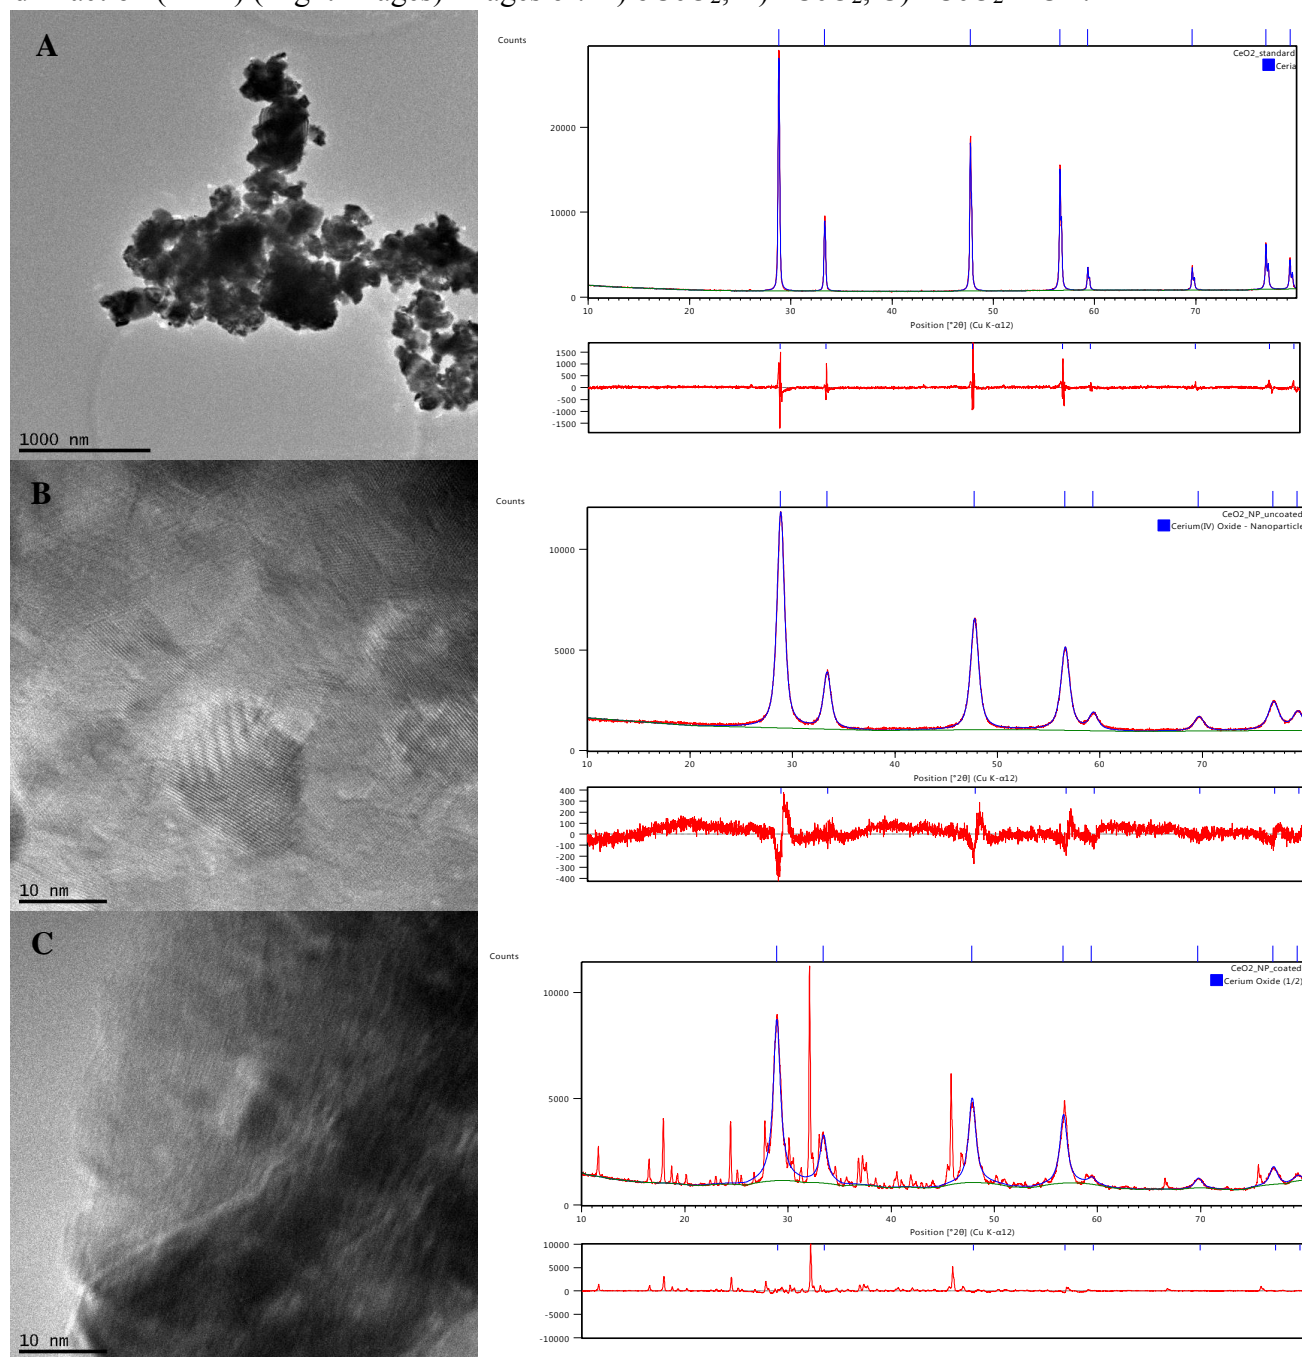 A
1000 nm
Counts
CeO2_standard
Ceria
20000
10000
0
10 20 30 40 50 60 70
Position [°2θ] (Cu K-α12)
1500
1000
500
0
-500
-1000
-1500
B
10 nm
Counts
CeO2_NP_uncoated
Cerium(IV) Oxide - Nanoparticle
10000
5000
0
10 20 30 40 50 60 70
Position [°2θ] (Cu K-α12)
400
300
200
100
0
-100
-200
-300
-400
C
10 nm
Counts
CeO2_NP_coated
Cerium Oxide (1/2)
10000
5000
0
10 20 30 40 50 60 70
Position [°2θ] (Cu K-α12)
10000
5000
0
-5000
-10000